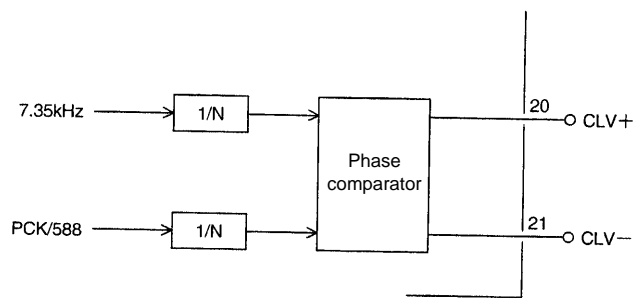 7.35kHz
1/N
20
CLV+
Phase
comparator
PCK/588
1/N
21
CLV−